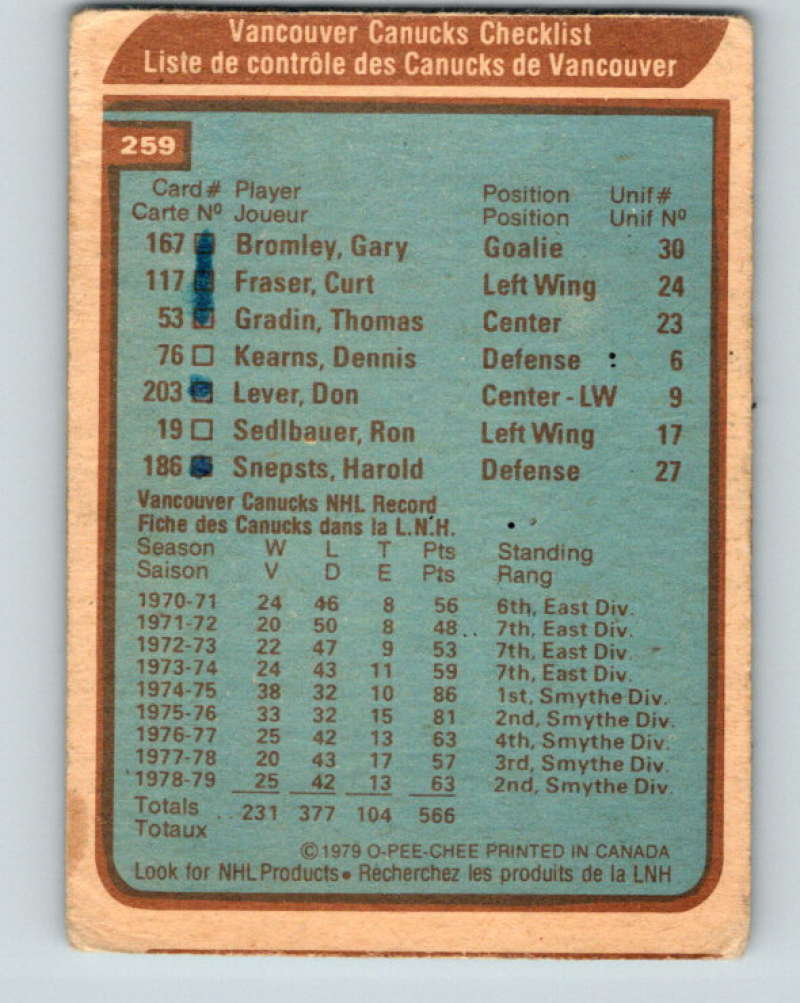 Vancouver Canucks Checklist
Liste de contrôle des Canucks de Vancouver
259
Card # Player Position Unif #
Carte Nº Joueur Position Unif Nº
167 Bromley, Gary Goalie 30
117 Fraser, Curt Left Wing 24
53 Gradin, Thomas Center 23
76 Kearns, Dennis Defense 6
203 Lever, Don Center - LW 9
19 Sedlbauer, Ron Left Wing 17
186 Snepsts, Harold Defense 27
Vancouver Canucks NHL Record
Fiche des Canucks dans la L.N.H.
Season W L T Pts Standing
Saison V D E Pts Rang
1970-71 24 46 8 56 6th, East Div.
1971-72 20 50 8 48 7th, East Div.
1972-73 22 47 9 53 7th, East Div.
1973-74 24 43 11 59 7th, East Div.
1974-75 38 32 10 86 1st, Smythe Div.
1975-76 33 32 15 81 2nd, Smythe Div.
1976-77 25 42 13 63 4th, Smythe Div.
1977-78 20 43 17 57 3rd, Smythe Div.
1978-79 25 42 13 63 2nd, Smythe Div.
Totals 231 377 104 566
Totaux
©1979 O-PEE-CHEE PRINTED IN CANADA
Look for NHL Products • Recherchez les produits de la LNH